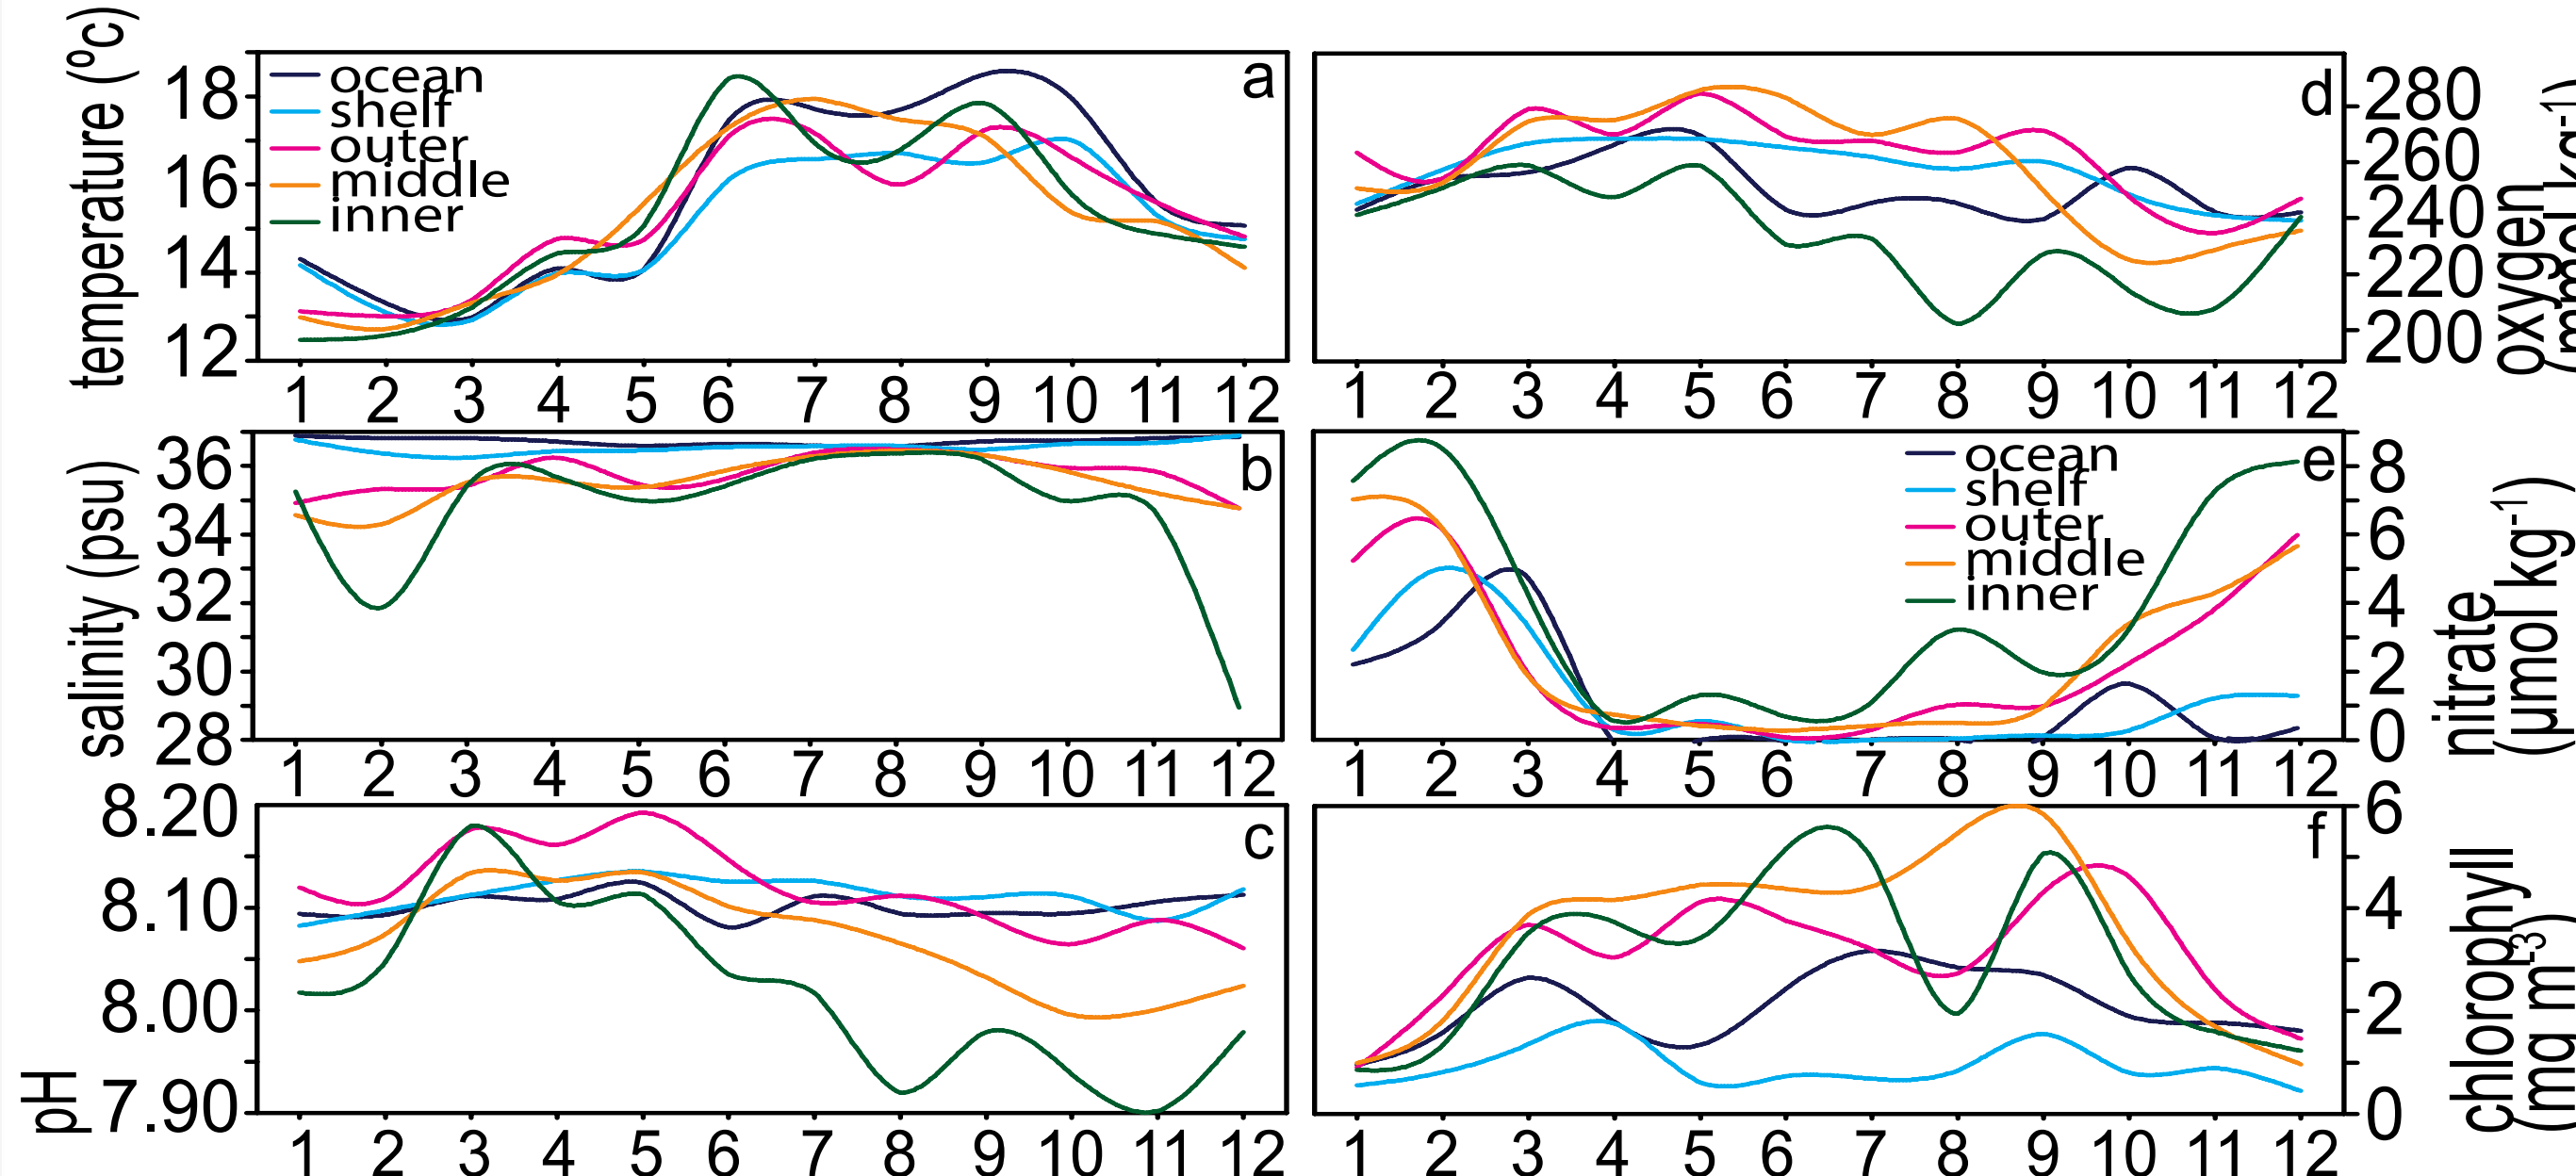 temperature (ºc)
18
16
14
12
ocean
shelf
outer
middle
inner
a
1 2 3 4 5 6 7 8 9 10 11 12
d
280
260
240
220
200
oxygen
1 2 3 4 5 6 7 8 9 10 11 12
salinity (psu)
36
34
32
30
28
b
1 2 3 4 5 6 7 8 9 10 11 12
ocean
shelf
outer
middle
inner
e
8
6
4
2
0
nitrate
(µmol kg-1)
1 2 3 4 5 6 7 8 9 10 11 12
pH
8.20
8.10
8.00
7.90
c
1 2 3 4 5 6 7 8 9 10 11 12
f
6
4
2
0
chlorophyll
(mg m-3)
1 2 3 4 5 6 7 8 9 10 11 12